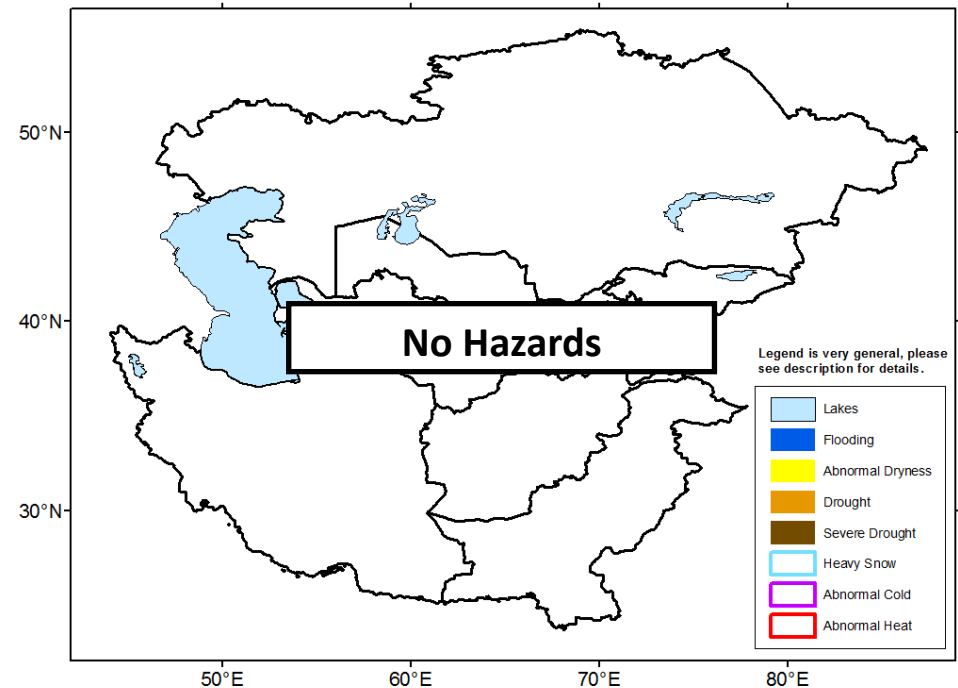 50°N
40°N
30°N
No Hazards
Legend is very general, please
see description for details.
Lakes
Flooding
Abnormal Dryness
Drought
Severe Drought
Heavy Snow
Abnormal Cold
Abnormal Heat
50°E
60°E
70°E
80°E